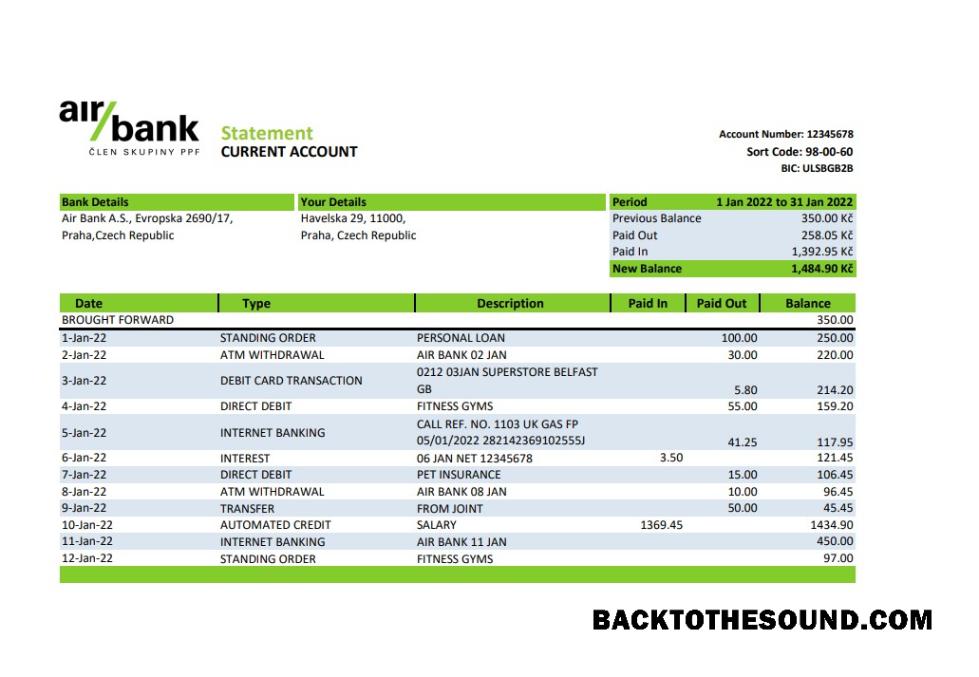 air bank
ČLEN SKUPINY PPF
Statement
CURRENT ACCOUNT
Account Number: 12345678
Sort Code: 98-00-60
BIC: ULSBGB2B
Bank Details Your Details Period 1 Jan 2022 to 31 Jan 2022
Air Bank A.S., Evropska 2690/17, Havelska 29, 11000, Previous Balance 350.00 Kč
Praha,Czech Republic Praha, Czech Republic Paid Out 258.05 Kč
Paid In 1,392.95 Kč
New Balance 1,484.90 Kč
Date Type Description Paid In Paid Out Balance
BROUGHT FORWARD 350.00
1-Jan-22 STANDING ORDER PERSONAL LOAN 100.00 250.00
2-Jan-22 ATM WITHDRAWAL AIR BANK 02 JAN 30.00 220.00
3-Jan-22 DEBIT CARD TRANSACTION 0212 03JAN SUPERSTORE BELFAST
GB 5.80 214.20
4-Jan-22 DIRECT DEBIT FITNESS GYMS 55.00 159.20
5-Jan-22 INTERNET BANKING CALL REF. NO. 1103 UK GAS FP
05/01/2022 282142369102555J 41.25 117.95
6-Jan-22 INTEREST 06 JAN NET 12345678 3.50 121.45
7-Jan-22 DIRECT DEBIT PET INSURANCE 15.00 106.45
8-Jan-22 ATM WITHDRAWAL AIR BANK 08 JAN 10.00 96.45
9-Jan-22 TRANSFER FROM JOINT 50.00 45.45
10-Jan-22 AUTOMATED CREDIT SALARY 1369.45 1434.90
11-Jan-22 INTERNET BANKING AIR BANK 11 JAN 450.00
12-Jan-22 STANDING ORDER FITNESS GYMS 97.00
BACKTOTHESOUND.COM